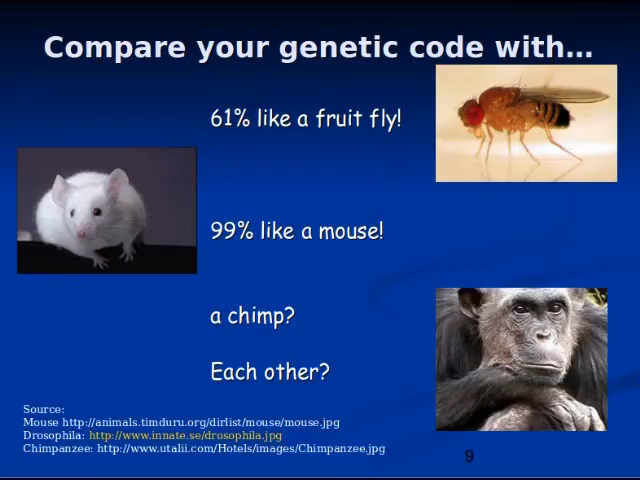 Compare your genetic code with…
61% like a fruit fly!
99% like a mouse!
a chimp?
Each other?
Source:
Mouse http://animals.timduru.org/dirlist/mouse/mouse.jpg
Drosophila: http://www.innate.se/drosophila.jpg
Chimpanzee: http://www.utalii.com/Hotels/images/Chimpanzee.jpg
9